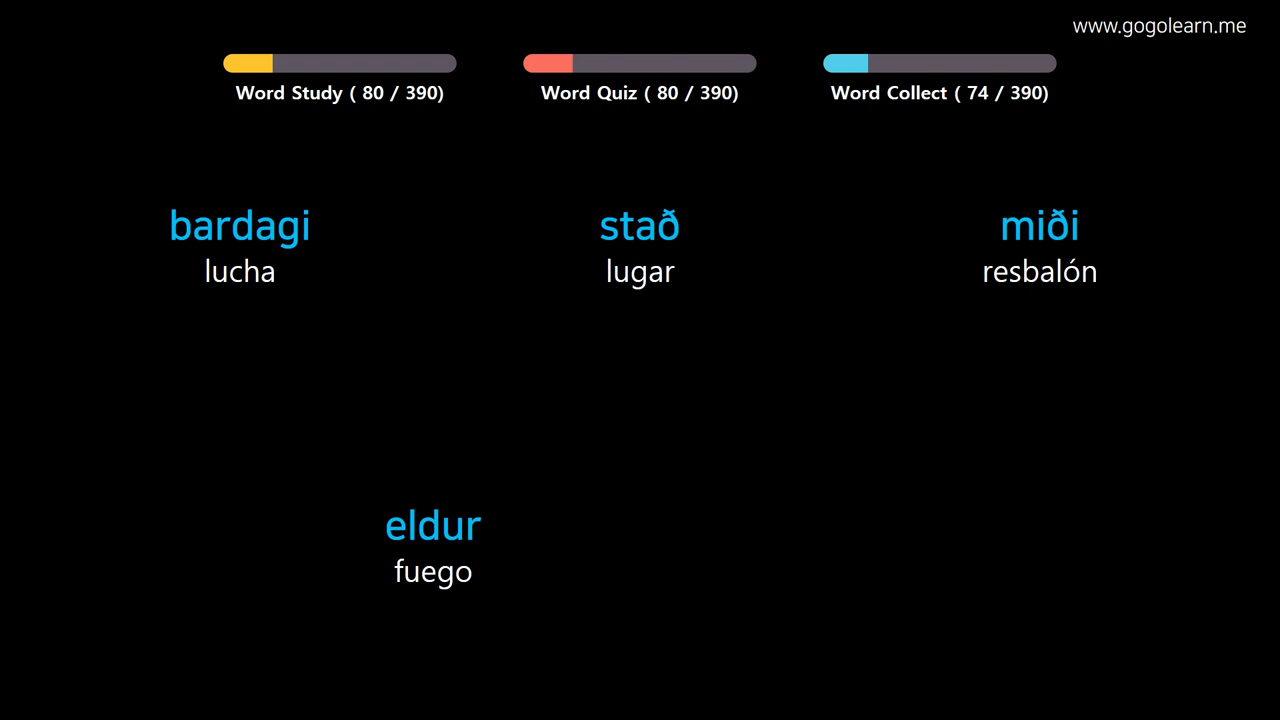 www.gogolearn.me
Word Study ( 80 / 390)
Word Quiz ( 80 / 390)
Word Collect ( 74 / 390)
bardagi
lucha
stað
lugar
miði
resbalón
eldur
fuego